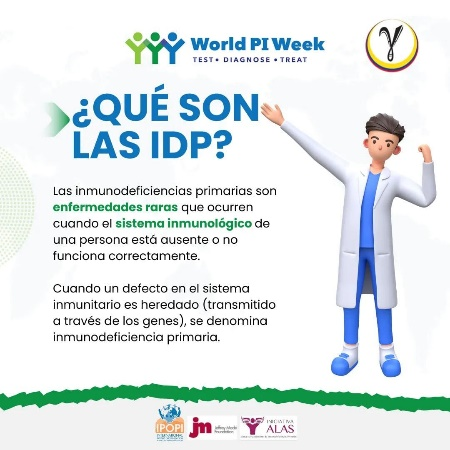 World PI Week
TEST • DIAGNOSE • TREAT
¿QUÉ SON
LAS IDP?
Las inmunodeficiencias primarias son
enfermedades raras que ocurren
cuando el sistema inmunológico de
una persona está ausente o no
funciona correctamente.
Cuando un defecto en el sistema
inmunitario es heredado (transmitido
a través de los genes), se denomina
inmunodeficiencia primaria.
IPOPI
jm
Jeffrey Modell
Foundation
INICIATIVA
ALAS